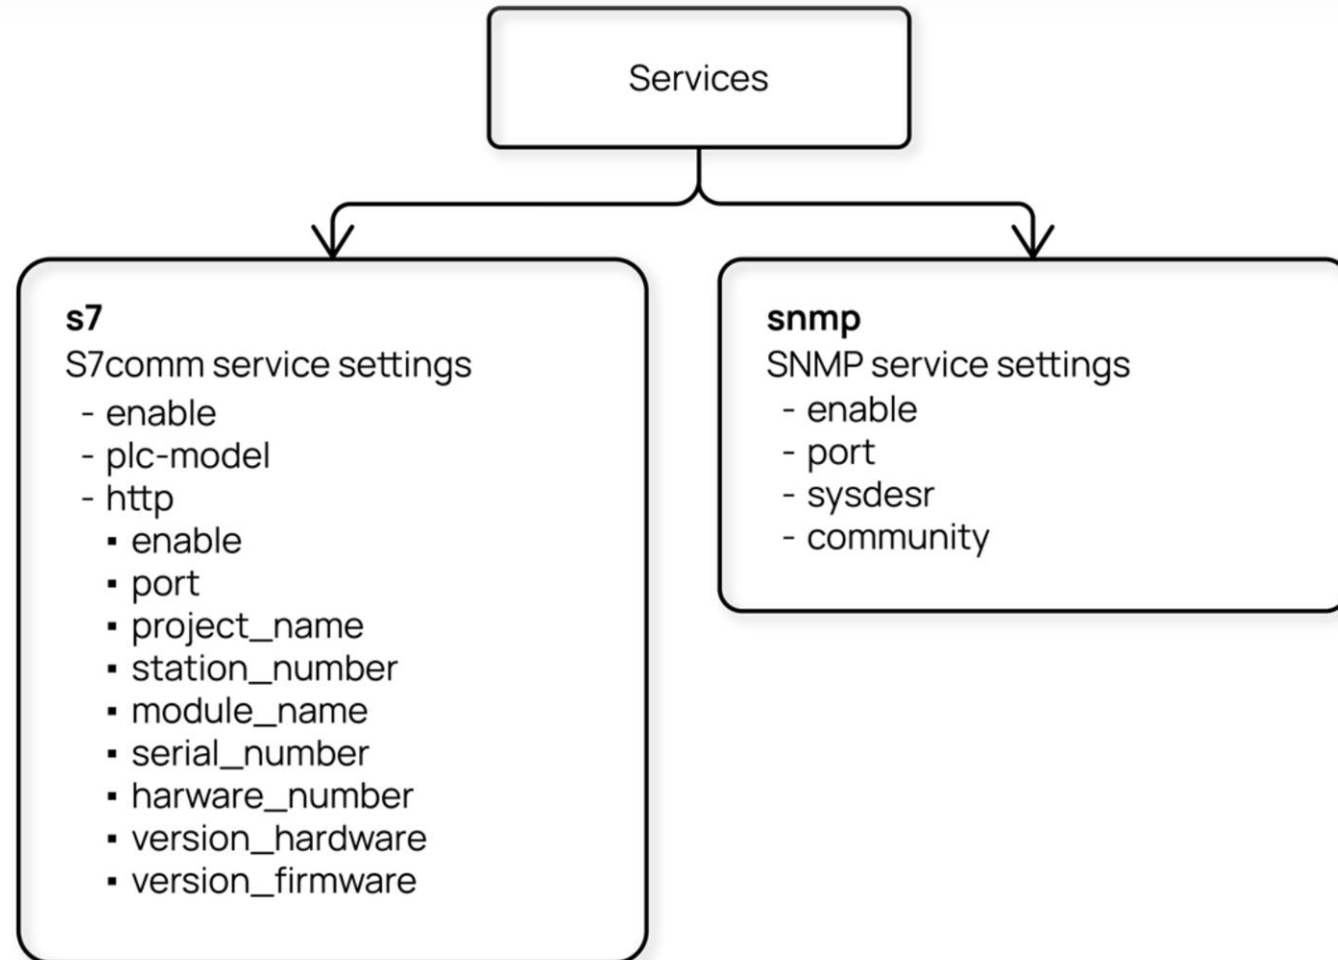 Services
s7
S7comm service settings
- enable
- plc-model
- http
▪ enable
▪ port
▪ project_name
▪ station_number
▪ module_name
▪ serial_number
▪ harware_number
▪ version_hardware
▪ version_firmware
snmp
SNMP service settings
- enable
- port
- sysdesr
- community